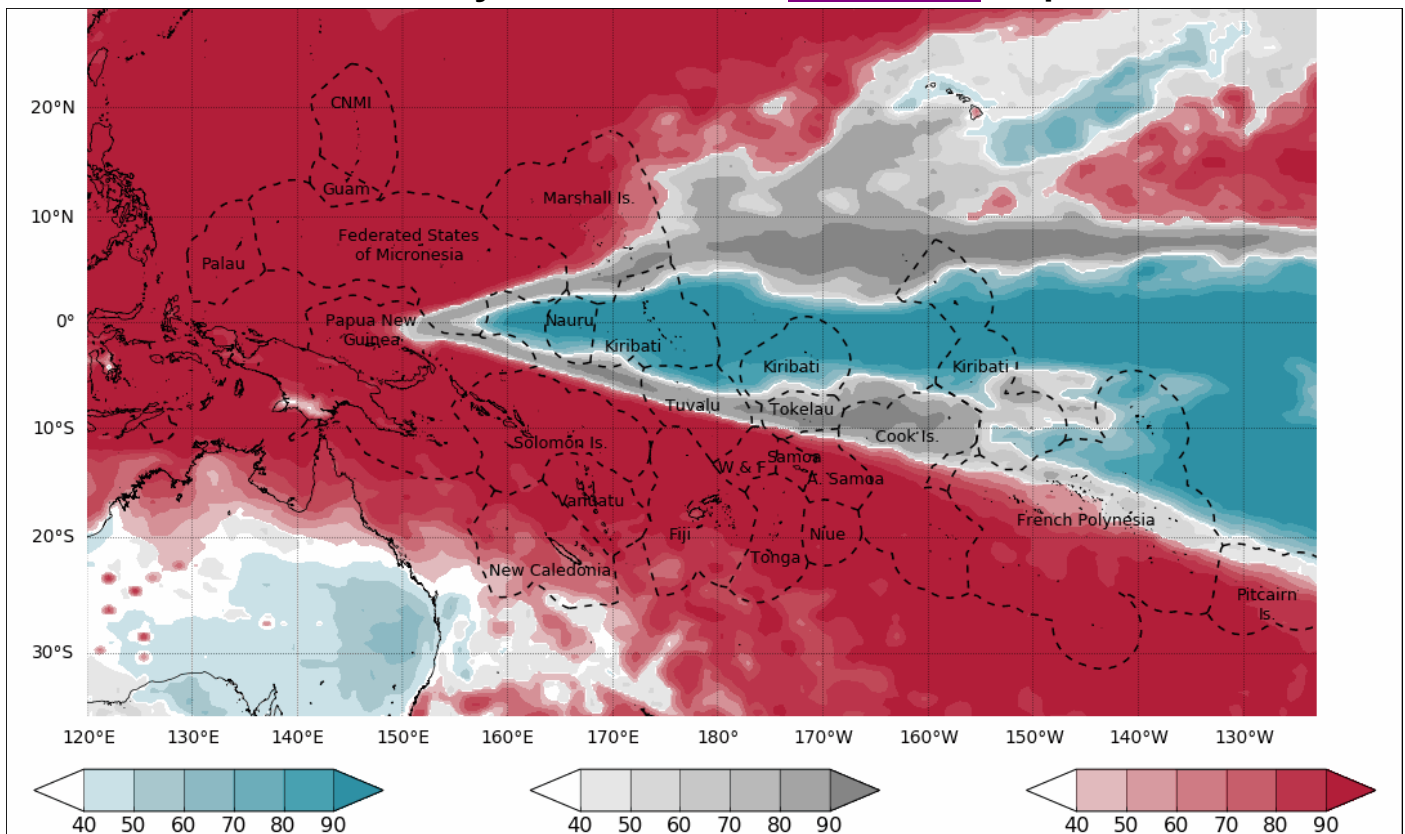 20°N
10°N
0°
10°S
20°S
30°S
CNMI
Guam
Marshall Is.
Federated States
of Micronesia
Palau
Papua New
Guinea
Nauru
Kiribati
Kiribati
Kiribati
Tuvalu
Tokelau
Cook Is.
Solomon Is.
W & F
Samoa
A. Samoa
Vanuatu
French Polynesia
Fiji
Niue
Tonga
New Caledonia
Pitcairn
Is.
120°E 130°E 140°E 150°E 160°E 170°E 180° 170°W 160°W 150°W 140°W 130°W
40 50 60 70 80 90
40 50 60 70 80 90
40 50 60 70 80 90